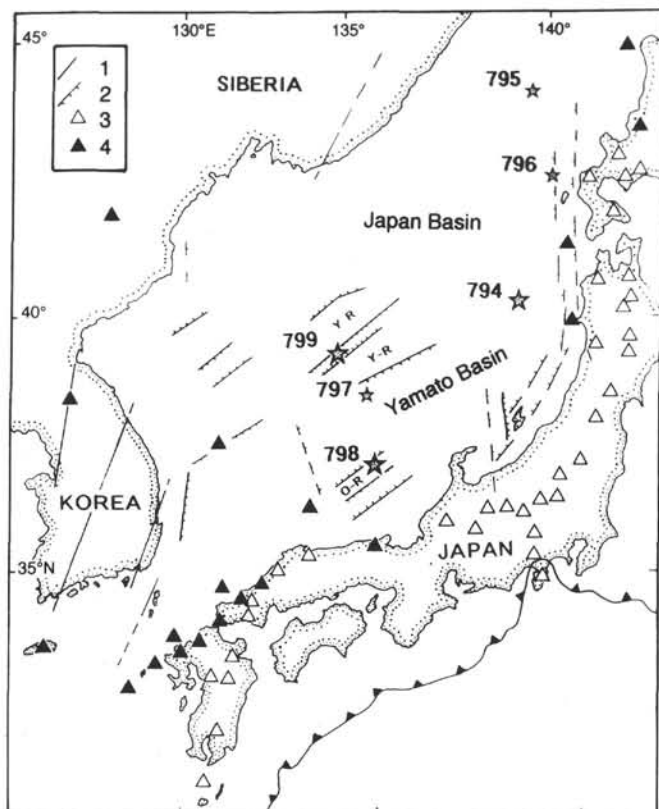 130°E 135° 140°
45°
1
2
3
4
SIBERIA
795
796
Japan Basin
794
40°
Y-R
799
Y-R
797
Yamato Basin
798
O-R
KOREA
JAPAN
35°N